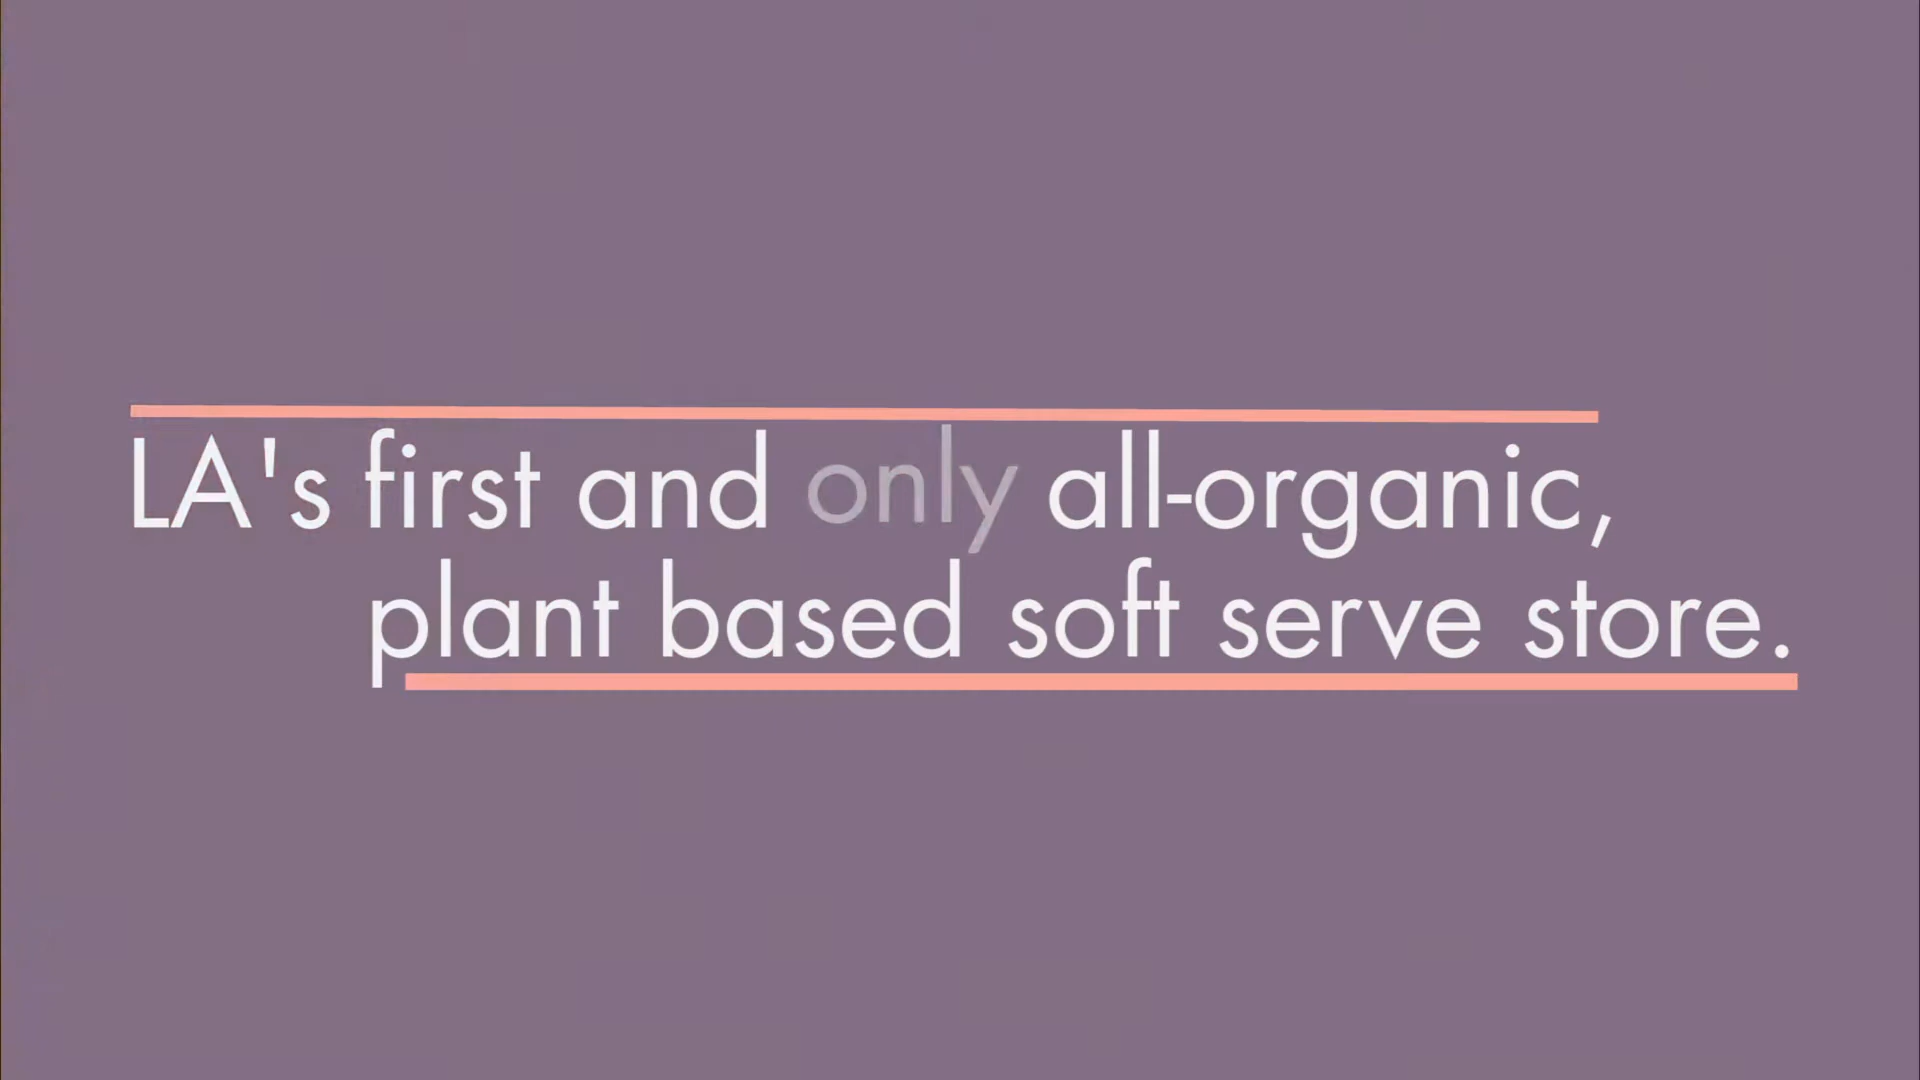 LA's first and only all-organic,
plant based soft serve store.